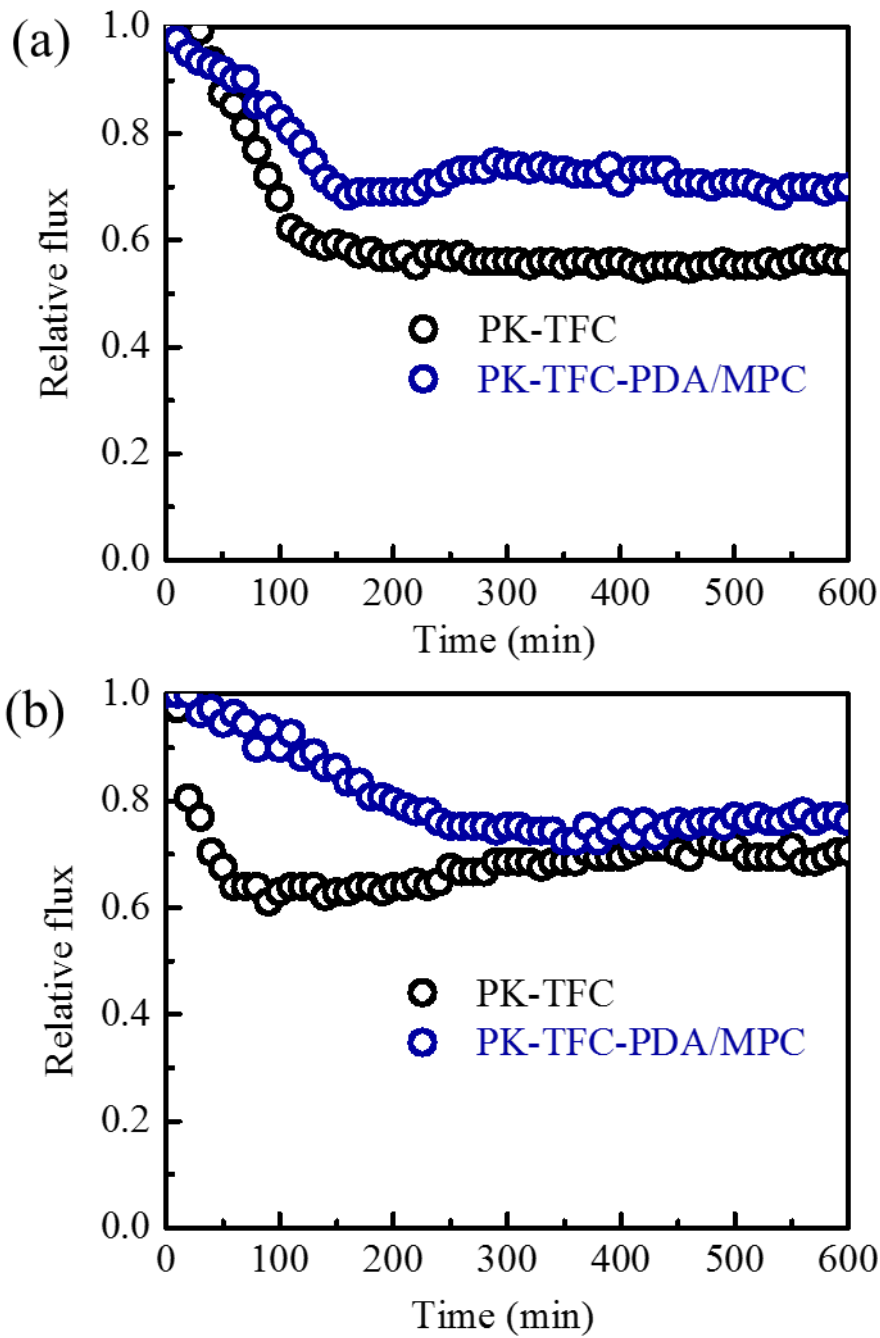 (a)
1.0
0.8
0.6
0.4
0.2
0.0
Relative flux
PK-TFC
PK-TFC-PDA/MPC
0 100 200 300 400 500 600
Time (min)
(b)
1.0
0.8
0.6
0.4
0.2
0.0
Relative flux
PK-TFC
PK-TFC-PDA/MPC
0 100 200 300 400 500 600
Time (min)